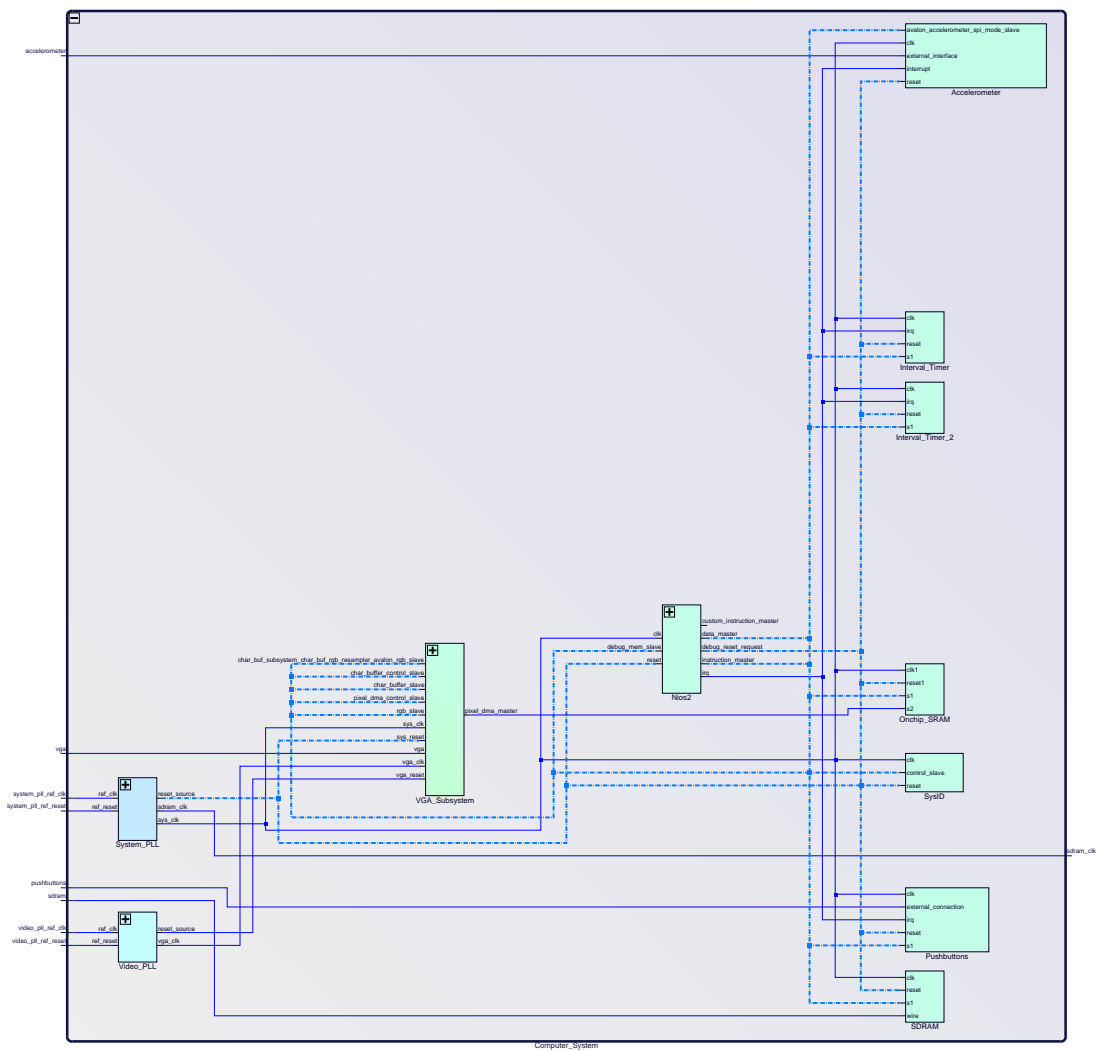 avalon_accelerometer_spi_mode_slave
clk
accelerometer
external_interface
interrupt
reset
Accelerometer
clk
irq
reset
s1
Interval_Timer
clk
irq
reset
s1
Interval_Timer_2
custom_instruction_master
clk
data_master
debug_mem_slave
debug_reset_request
reset
instruction_master
irq
Nios2
char_buf_subsystem_char_buf_rgb_resampler_avalon_rgb_slave
char_buffer_control_slave
char_buffer_slave
pixel_dma_control_slave
rgb_slave
pixel_dma_master
sys_clk
sys_reset
vga
vga
vga_clk
vga_reset
VGA_Subsystem
clk1
reset1
s1
s2
Onchip_SRAM
clk
control_slave
reset
SysID
system_pll_ref_clk
ref_clk
reset_source
system_pll_ref_reset
ref_reset
sdram_clk
sys_clk
System_PLL
sdram_clk
pushbuttons
sdram
clk
external_connection
irq
reset
s1
Pushbuttons
video_pll_ref_clk
ref_clk
reset_source
video_pll_ref_reset
ref_reset
vga_clk
Video_PLL
clk
reset
s1
wire
SDRAM
Computer_System